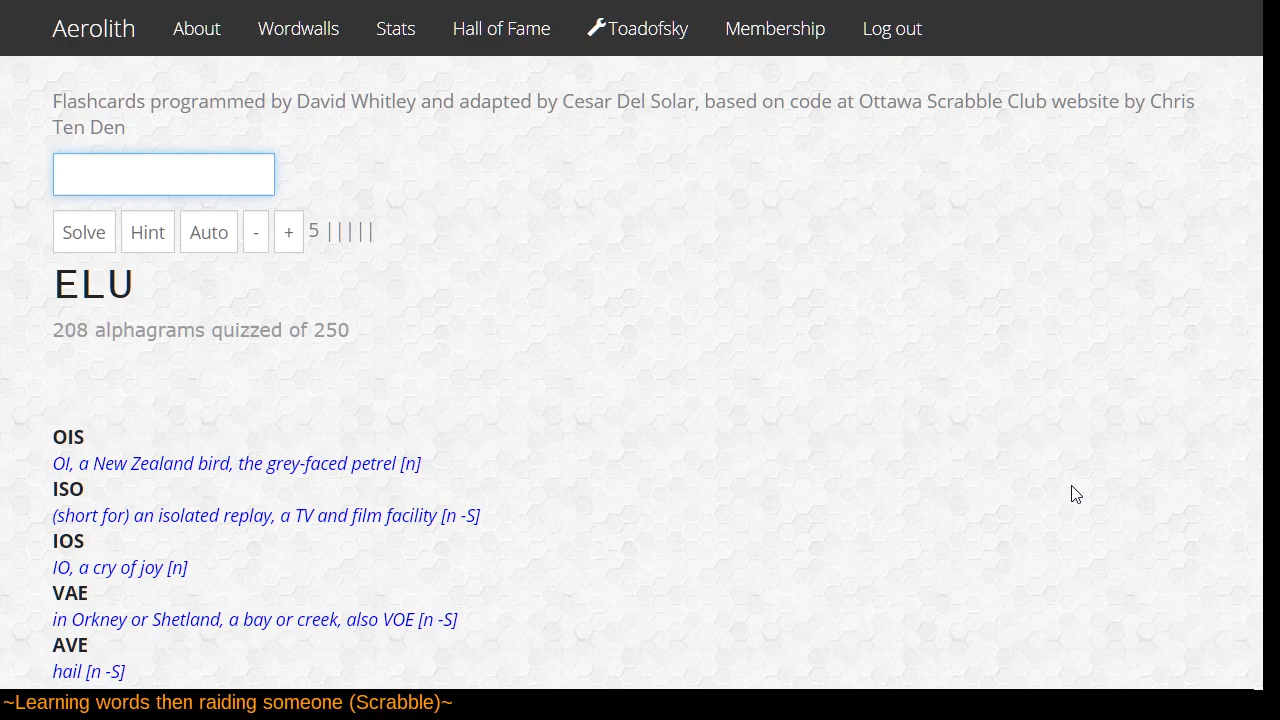 Aerolith About Wordwalls Stats Hall of Fame Toadofsky Membership Log out
Flashcards programmed by David Whitley and adapted by Cesar Del Solar, based on code at Ottawa Scrabble Club website by Chris
Ten Den
Solve Hint Auto - + 5 |||||
ELU
208 alphagrams quizzed of 250
OIS
OI, a New Zealand bird, the grey-faced petrel [n]
ISO
(short for) an isolated replay, a TV and film facility [n -S]
IOS
IO, a cry of joy [n]
VAE
in Orkney or Shetland, a bay or creek, also VOE [n -S]
AVE
hail [n -S]
~Learning words then raiding someone (Scrabble)~